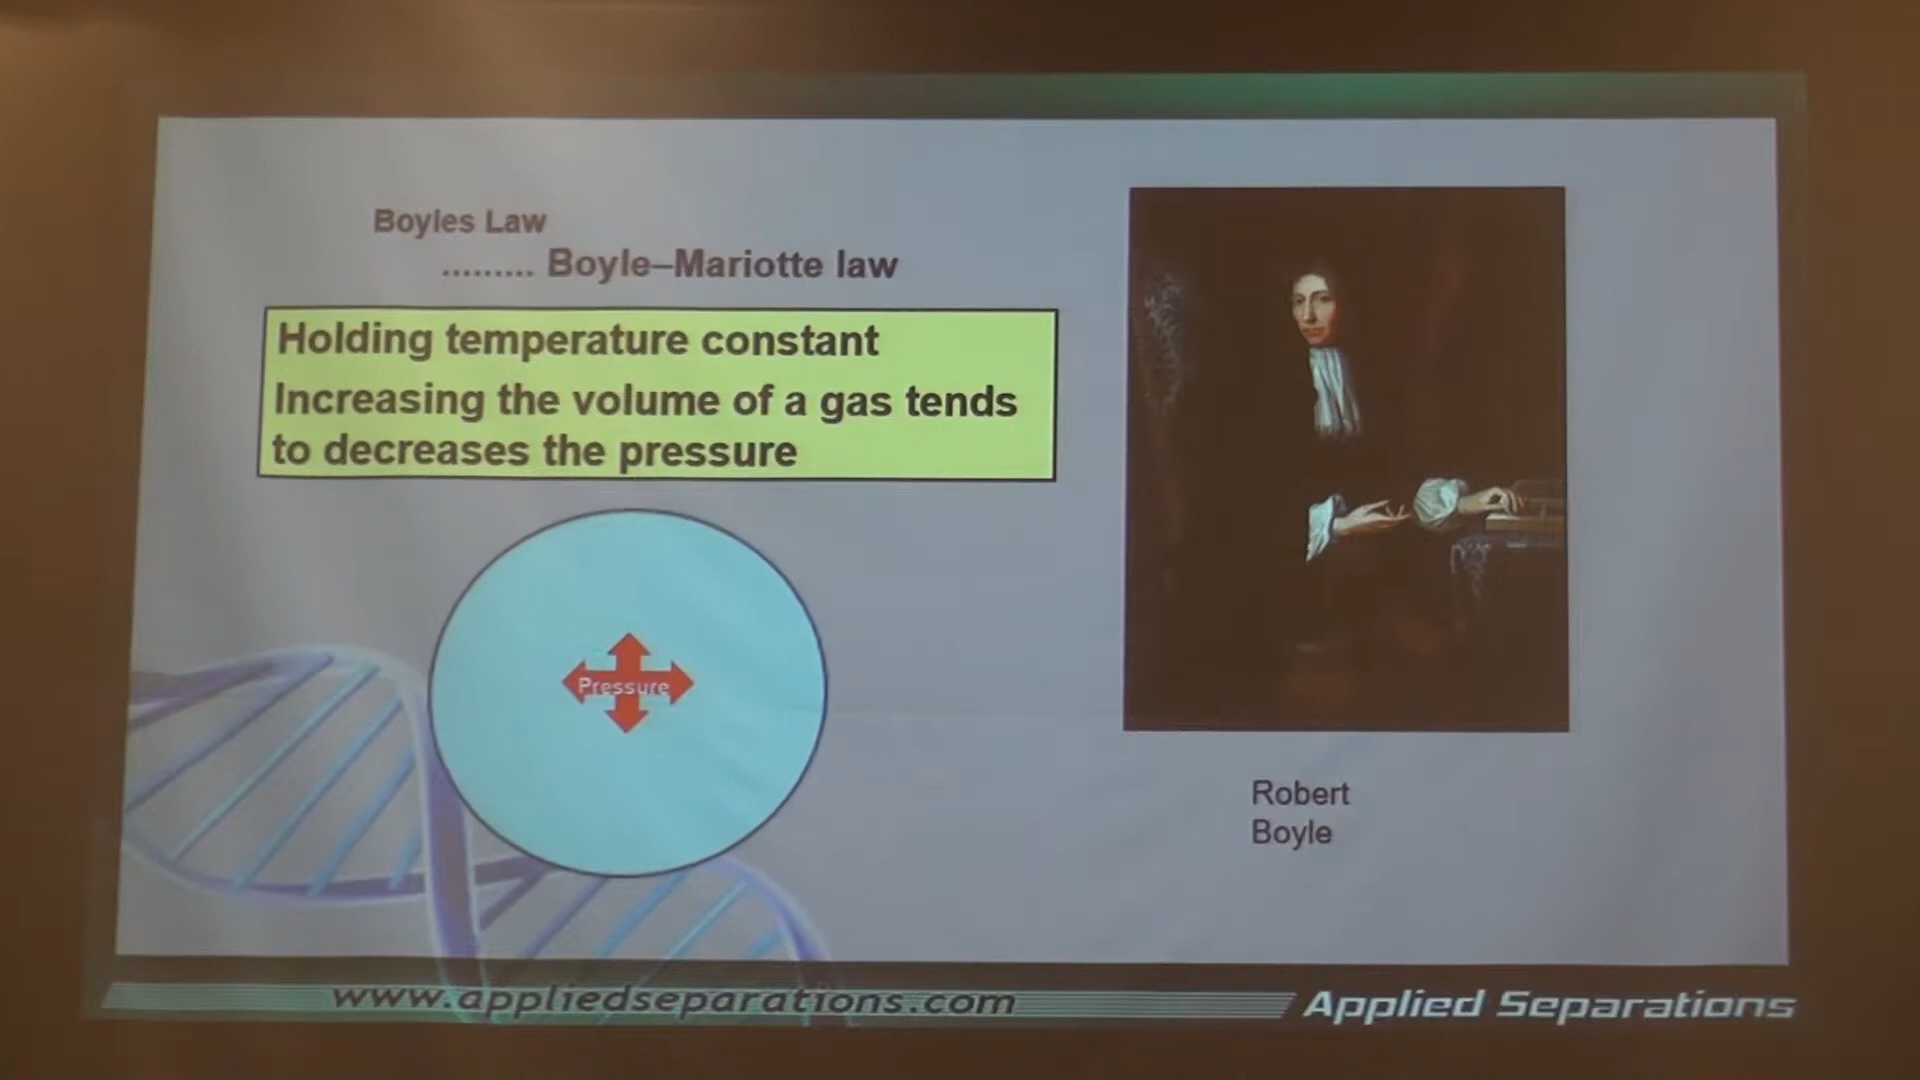 Boyles Law
......... Boyle–Mariotte law
Holding temperature constant
Increasing the volume of a gas tends
to decreases the pressure
Pressure
Robert
Boyle
www.appliedseparations.com
Applied Separations